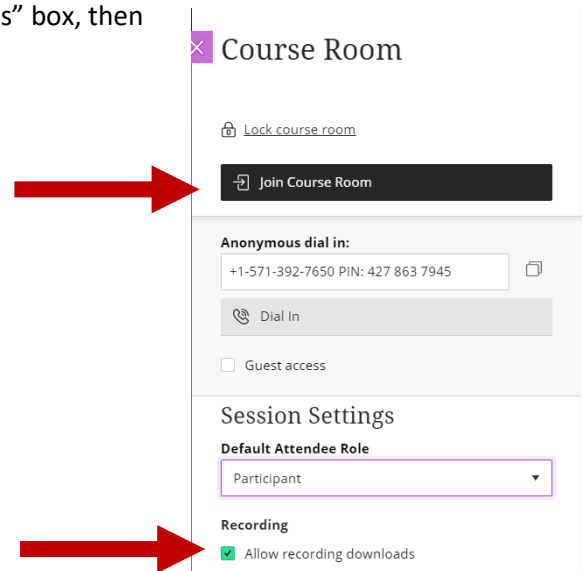 s” box, then
Course Room
Lock course room
Join Course Room
Anonymous dial in:
+1-571-392-7650 PIN: 427 863 7945
Dial In
Guest access
Session Settings
Default Attendee Role
Participant
Recording
Allow recording downloads